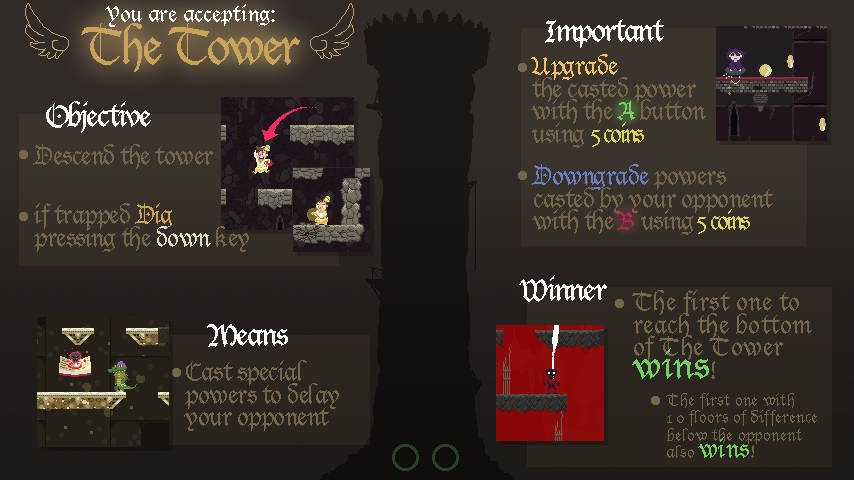 You are accepting:
The Tower
Objective
Descend the tower
if trapped Dig
pressing the down key
Means
Cast special
powers to delay
your opponent
Important
Upgrade
the casted power
with the A button
using 5 coins
Downgrade powers
casted by your opponent
with the B using 5 coins
Winner
The first one to
reach the bottom
of The Tower
wins!
The first one with
10 floors of difference
below the opponent
also wins!